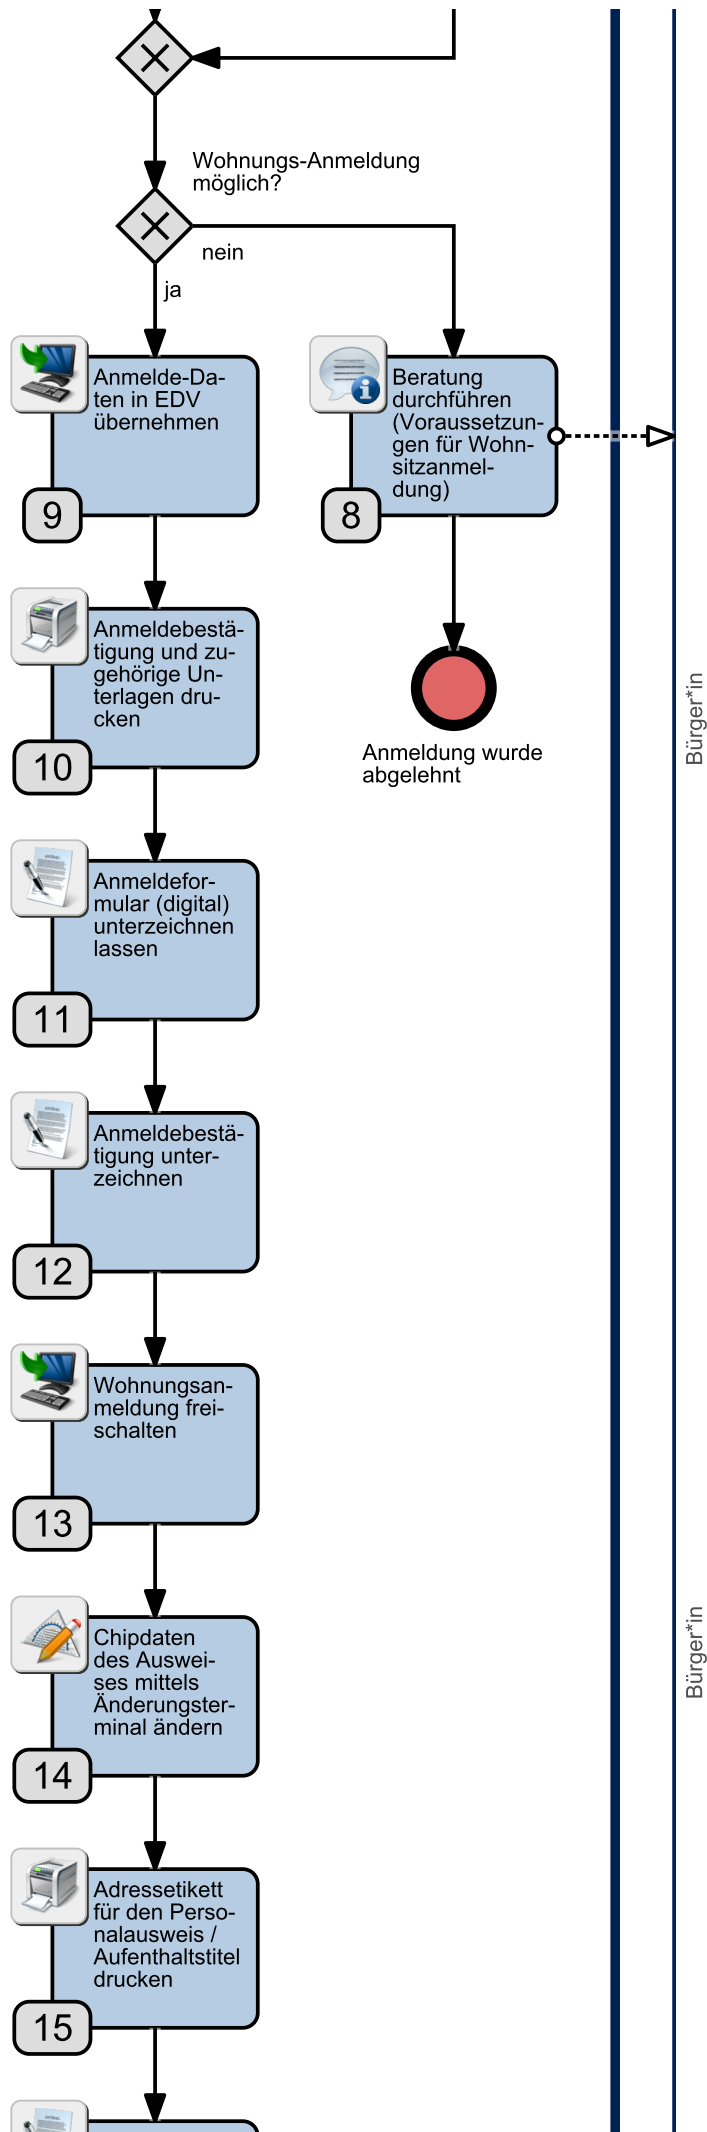 Wohnungs-Anmeldung
möglich?
nein
ja
Anmelde-Da-
ten in EDV
übernehmen
9
Beratung
durchführen
(Voraussetzun-
gen für Wohn-
sitzanmel-
dung)
8
Anmeldebestä-
tigung und zu-
gehörige Un-
terlagen dru-
cken
10
Anmeldung wurde
abgelehnt
Bürger*in
Anmeldefor-
mular (digital)
unterzeichnen
lassen
11
Anmeldebestä-
tigung unter-
zeichnen
12
Wohnungsan-
meldung frei-
schalten
13
Chipdaten
des Auswei-
ses mittels
Änderungster-
minal ändern
14
Bürger*in
Adressetikett
für den Perso-
nalausweis /
Aufenthaltstitel
drucken
15